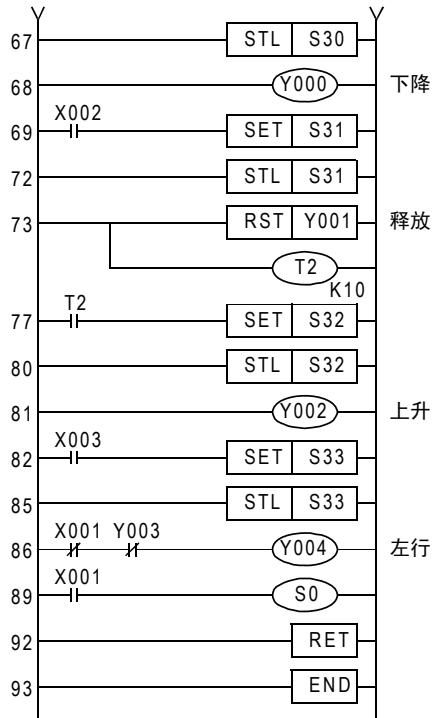 67 STL S30
68 Y000 下降
X002
69 SET S31
72 STL S31
73 RST Y001 释放
T2
K10
T2
77 SET S32
80 STL S32
81 Y002 上升
X003
82 SET S33
85 STL S33
X001 Y003
86 Y004 左行
X001
89 S0
92 RET
93 END